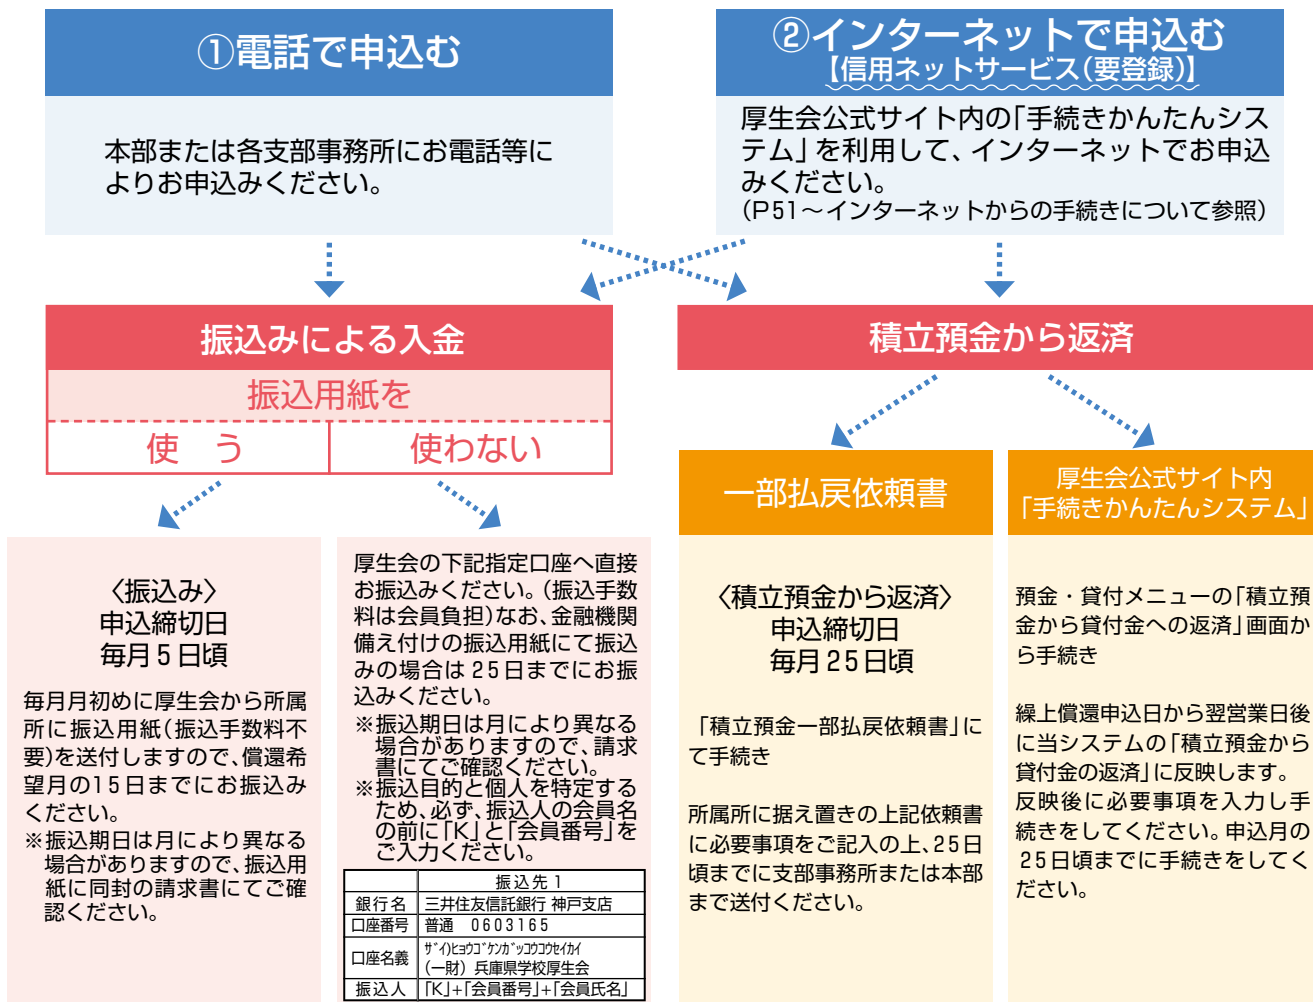 ①電話で申込む
本部または各支部事務所にお電話等に
よりお申込みください。
②インターネットで申込む
【信用ネットサービス(要登録)】
厚生会公式サイト内の「手続きかんたんシス
テム」を利用して、インターネットでお申込
みください。
(P51～インターネットからの手続きについて参照)
振込みによる入金
振込用紙を
使　う
使わない
積立預金から返済
〈振込み〉
申込締切日
毎月5日頃
毎月月初めに厚生会から所属
所に振込用紙(振込手数料不
要)を送付しますので、償還希
望月の15日までにお振込み
ください。
※振込期日は月により異なる
場合がありますので、振込用
紙に同封の請求書にてご確
認ください。
厚生会の下記指定口座へ直接
お振込みください。(振込手数
料は会員負担)なお、金融機関
備え付けの振込用紙にて振込
みの場合は25日までにお振
込みください。
※振込期日は月により異なる
場合がありますので、請求
書にてご確認ください。
※振込目的と個人を特定する
ため、必ず、振込人の会員名
の前に「K」と「会員番号」を
ご入力ください。
振込先1
銀行名 三井住友信託銀行 神戸支店
口座番号 普通　0603165
口座名義 ｻﾞｲ)ﾋｮｳｺﾞｹﾝｶﾞｯｺｳｺｳｾｲｶｲ
(一財)兵庫県学校厚生会
振込人 「K」+「会員番号」+「会員氏名」
一部払戻依頼書
〈積立預金から返済〉
申込締切日
毎月25日頃
「積立預金一部払戻依頼書」に
て手続き
所属所に据え置きの上記依頼書
に必要事項をご記入の上、25日
頃までに支部事務所または本部
まで送付ください。
厚生会公式サイト内
「手続きかんたんシステム」
預金・貸付メニューの「積立預
金から貸付金への返済」画面か
ら手続き
繰上償還申込日から翌営業日後
に当システムの「積立預金から
貸付金の返済」に反映します。
反映後に必要事項を入力し手
続きをしてください。申込月の
25日頃までに手続きをしてく
ださい。